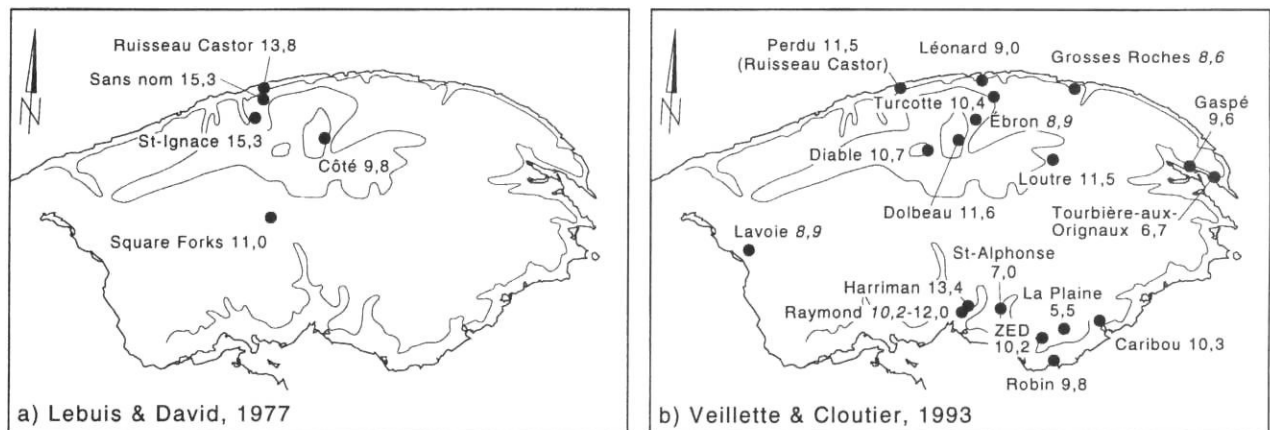 N
Ruisseau Castor 13,8
Sans nom 15,3
St-Ignace 15,3
Côté 9,8
Square Forks 11,0
a) Lebuis & David, 1977
N
Perdu 11,5
(Ruisseau Castor)
Léonard 9,0
Grosses Roches 8,6
Turcotte 10,4
Ébron 8,9
Gaspé
9,6
Diable 10,7
Loutre 11,5
Dolbeau 11,6
Tourbière-aux-
Orignaux 6,7
Lavoie 8,9
St-Alphonse
7,0
Harriman 13,4
La Plaine
5,5
Raymond 10,2-12,0
ZED
10,2
Caribou 10,3
Robin 9,8
b) Veillette & Cloutier, 1993